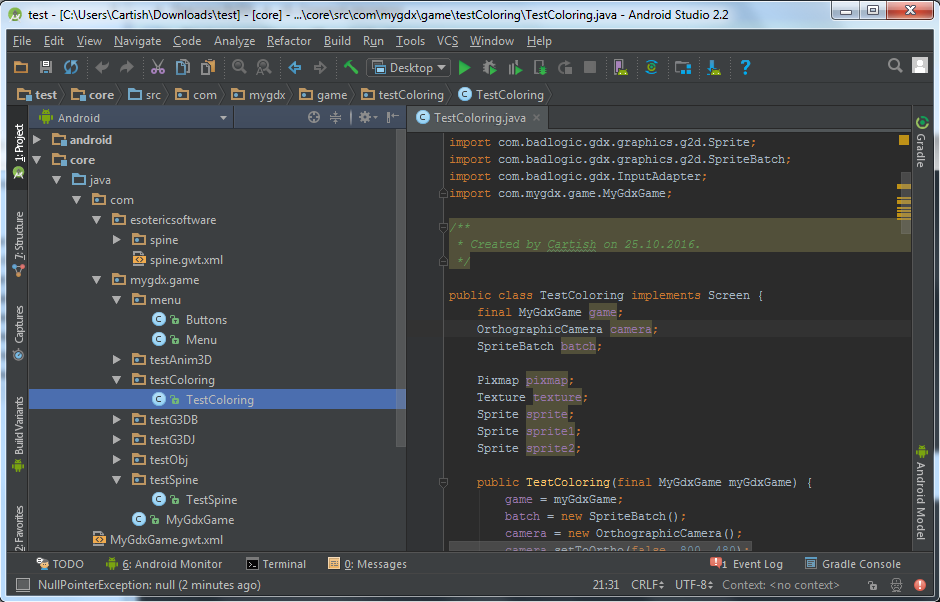 test - [C:\Users\Cartish\Downloads\test] - [core] - ...\core\src\com\mygdx\game\testColoring\TestColoring.java - Android Studio 2.2
File Edit View Navigate Code Analyze Refactor Build Run Tools VCS Window Help
Desktop
test core src com mygdx game testColoring TestColoring
Android
TestColoring.java
1: Project
7: Structure
Captures
Build Variants
2: Favorites
android
core
java
com
esotericsoftware
spine
spine.gwt.xml
mygdx.game
menu
Buttons
Menu
testAnim3D
testColoring
TestColoring
testG3DB
testG3DJ
testObj
testSpine
TestSpine
MyGdxGame
MyGdxGame.gwt.xml
import com.badlogic.gdx.graphics.g2d.Sprite;
import com.badlogic.gdx.graphics.g2d.SpriteBatch;
import com.badlogic.gdx.InputAdapter;
import com.mygdx.game.MyGdxGame;
/**
* Created by Cartish on 25.10.2016.
*/
public class TestColoring implements Screen {
final MyGdxGame game;
OrthographicCamera camera;
SpriteBatch batch;
Pixmap pixmap;
Texture texture;
Sprite sprite;
Sprite sprite1;
Sprite sprite2;
public TestColoring(final MyGdxGame myGdxGame) {
game = myGdxGame;
batch = new SpriteBatch();
camera = new OrthographicCamera();
camera.setToOrtho(false, 800, 480);
Gradle
Android Model
TODO 6: Android Monitor Terminal 0: Messages 1 Event Log Gradle Console
NullPointerException: null (2 minutes ago) 21:31 CRLF UTF-8 Context: <no context>